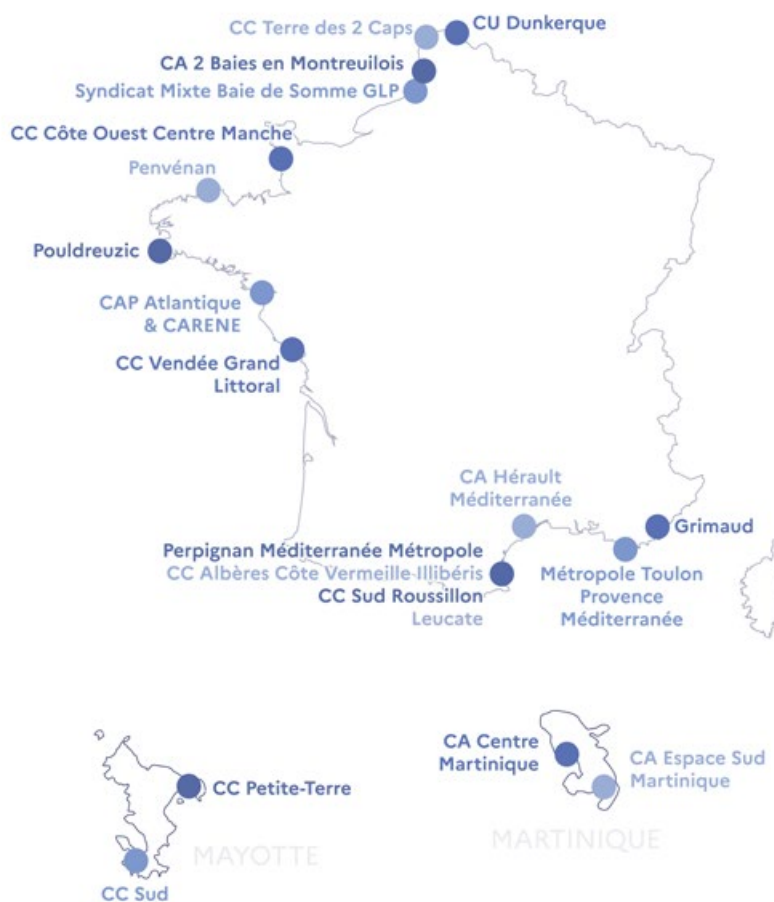 CC Terre des 2 Caps
CU Dunkerque
CA 2 Baies en Montreuilois
Syndicat Mixte Baie de Somme GLP
CC Côte Ouest Centre Manche
Penvénan
Pouldreuzic
CAP Atlantique
& CARENE
CC Vendée Grand
Littoral
CA Hérault
Méditerranée
Grimaud
Perpignan Méditerranée Métropole
CC Albères Côte Vermeille Illibéris
CC Sud Roussillon
Leucate
Métropole Toulon
Provence
Méditerranée
CC Petite-Terre
CC Sud
MAYOTTE
CA Centre
Martinique
CA Espace Sud
Martinique
MARTINIQUE